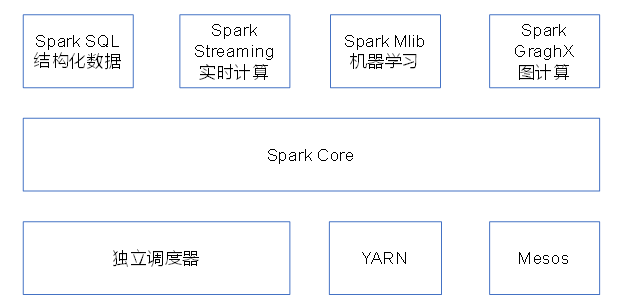 Spark SQL
结构化数据
Spark
Streaming
实时计算
Spark Mlib
机器学习
Spark
GraghX
图计算
Spark Core
独立调度器
YARN
Mesos